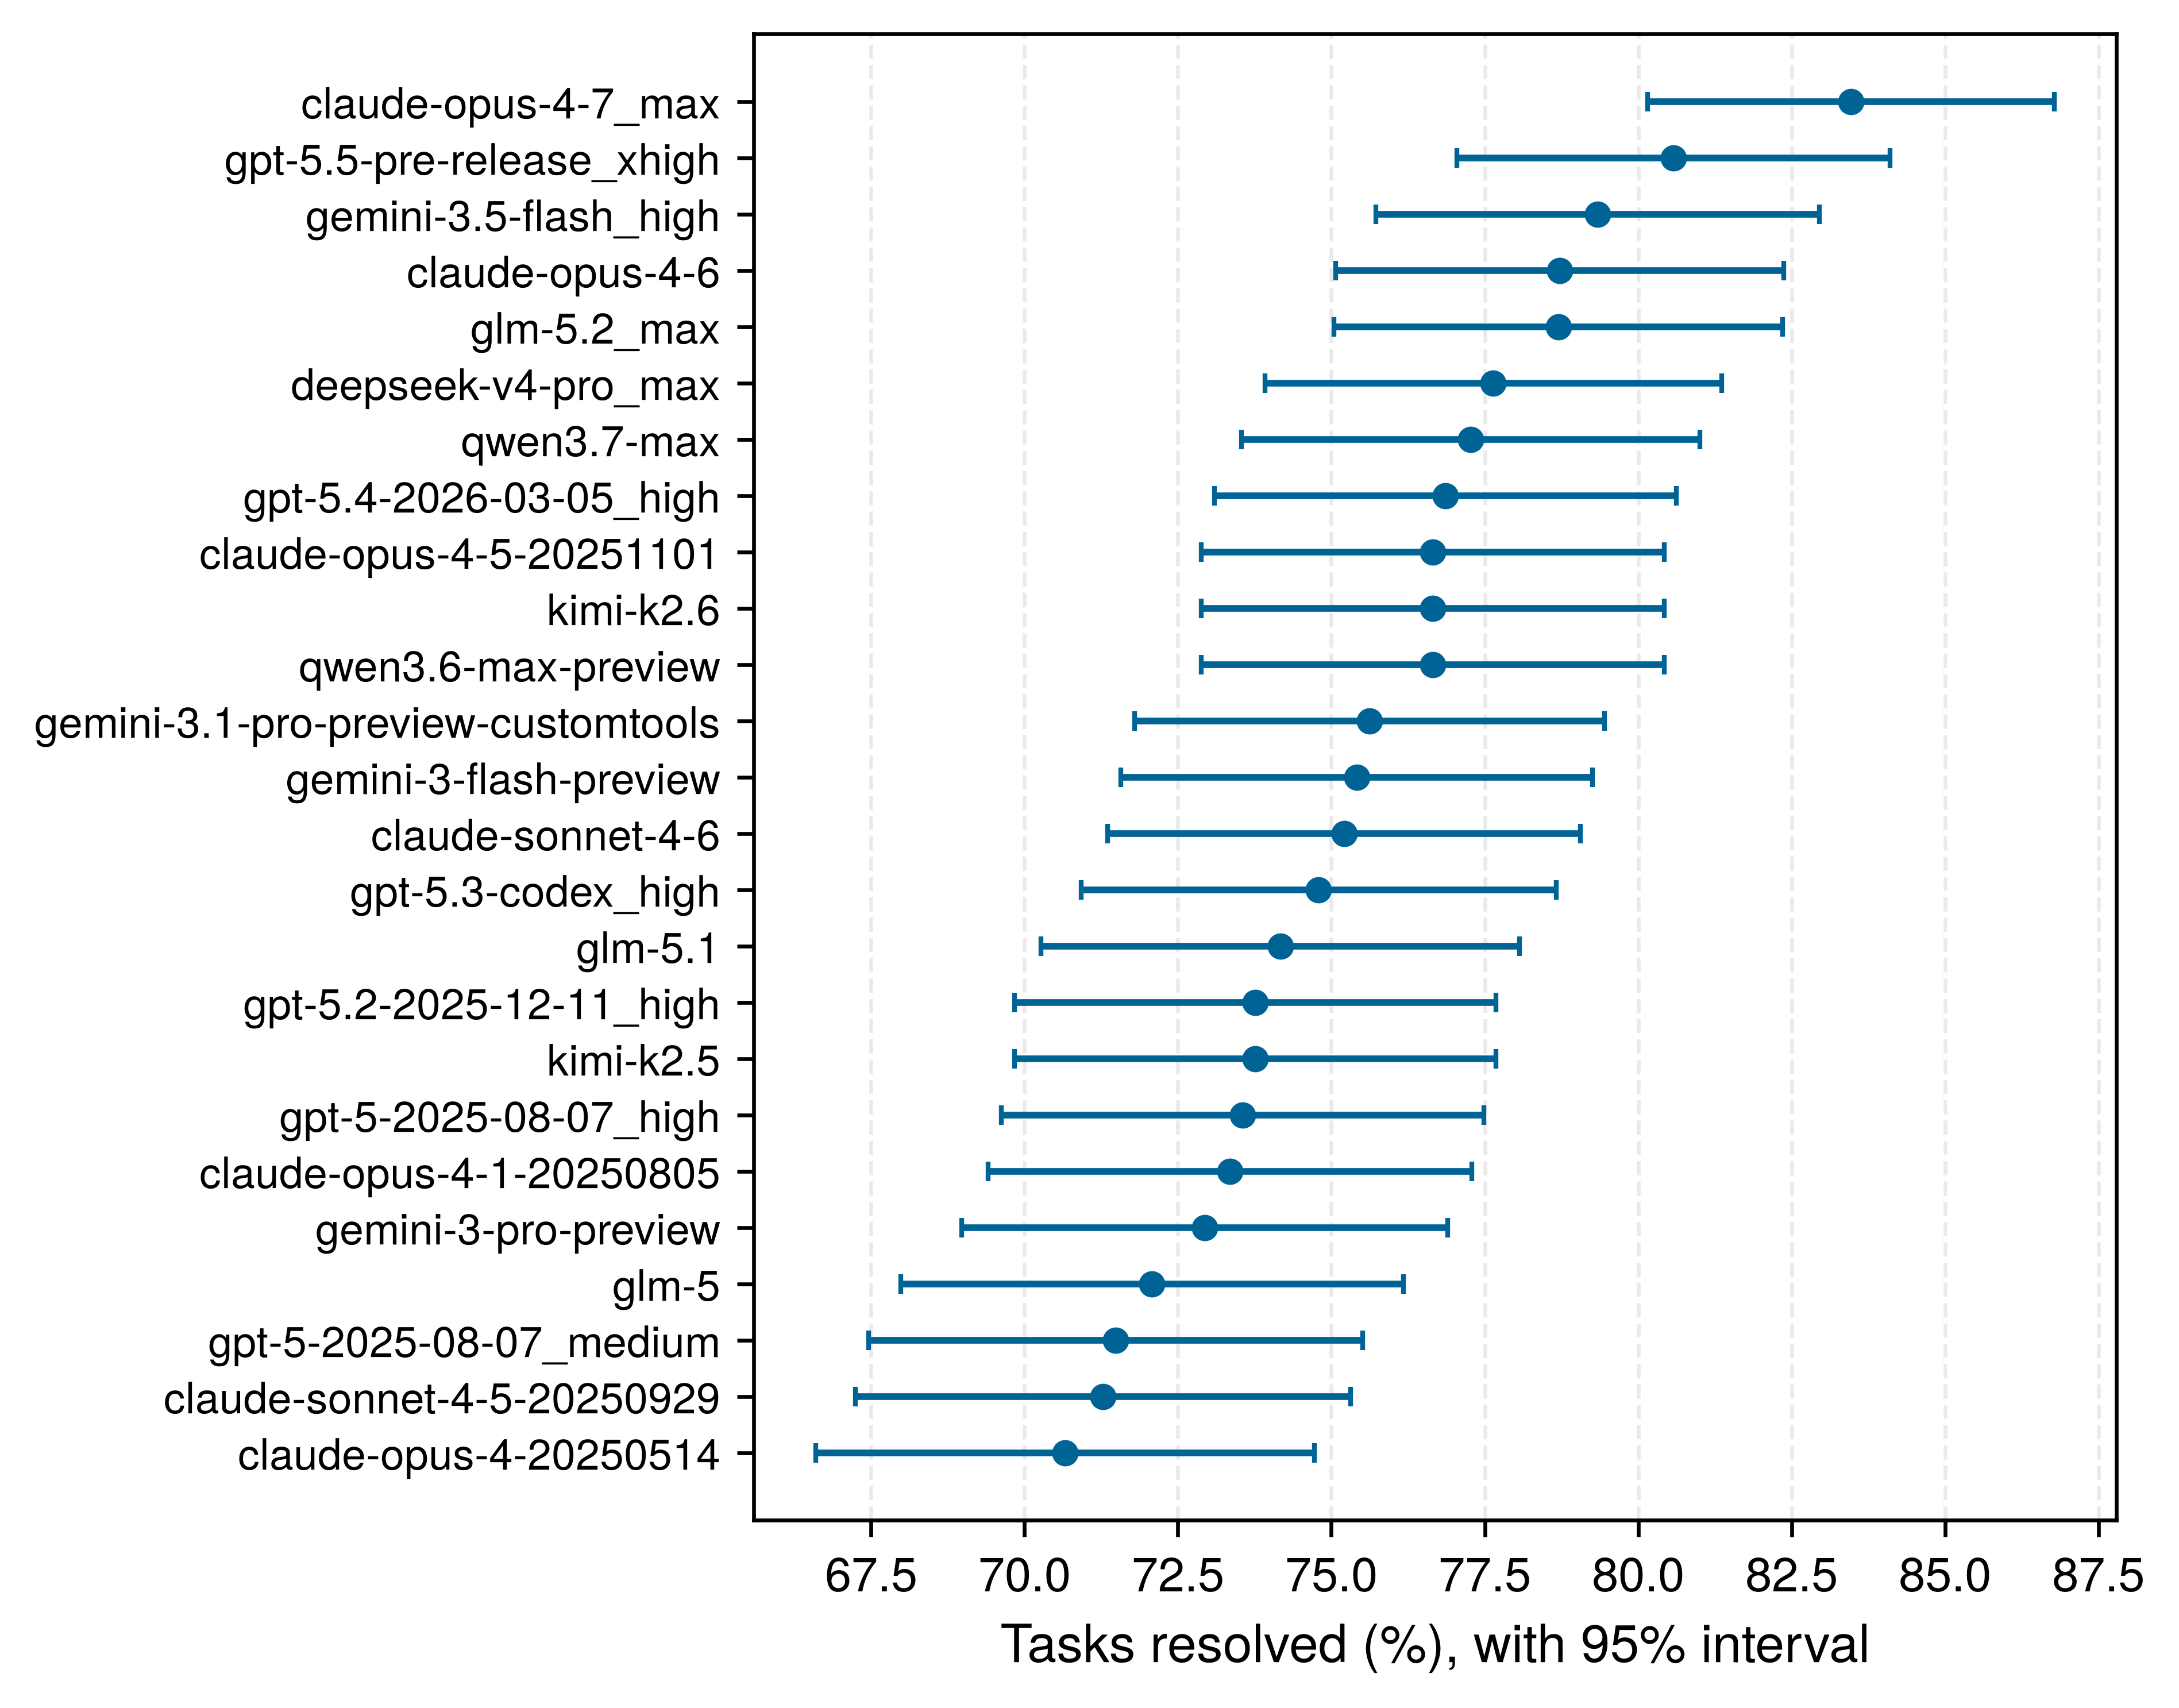 claude-opus-4-7_max
gpt-5.5-pre-release_xhigh
gemini-3.5-flash_high
claude-opus-4-6
glm-5.2_max
deepseek-v4-pro_max
qwen3.7-max
gpt-5.4-2026-03-05_high
claude-opus-4-5-20251101
kimi-k2.6
qwen3.6-max-preview
gemini-3.1-pro-preview-customtools
gemini-3-flash-preview
claude-sonnet-4-6
gpt-5.3-codex_high
glm-5.1
gpt-5.2-2025-12-11_high
kimi-k2.5
gpt-5-2025-08-07_high
claude-opus-4-1-20250805
gemini-3-pro-preview
glm-5
gpt-5-2025-08-07_medium
claude-sonnet-4-5-20250929
claude-opus-4-20250514
67.5 70.0 72.5 75.0 77.5 80.0 82.5 85.0 87.5
Tasks resolved (%), with 95% interval